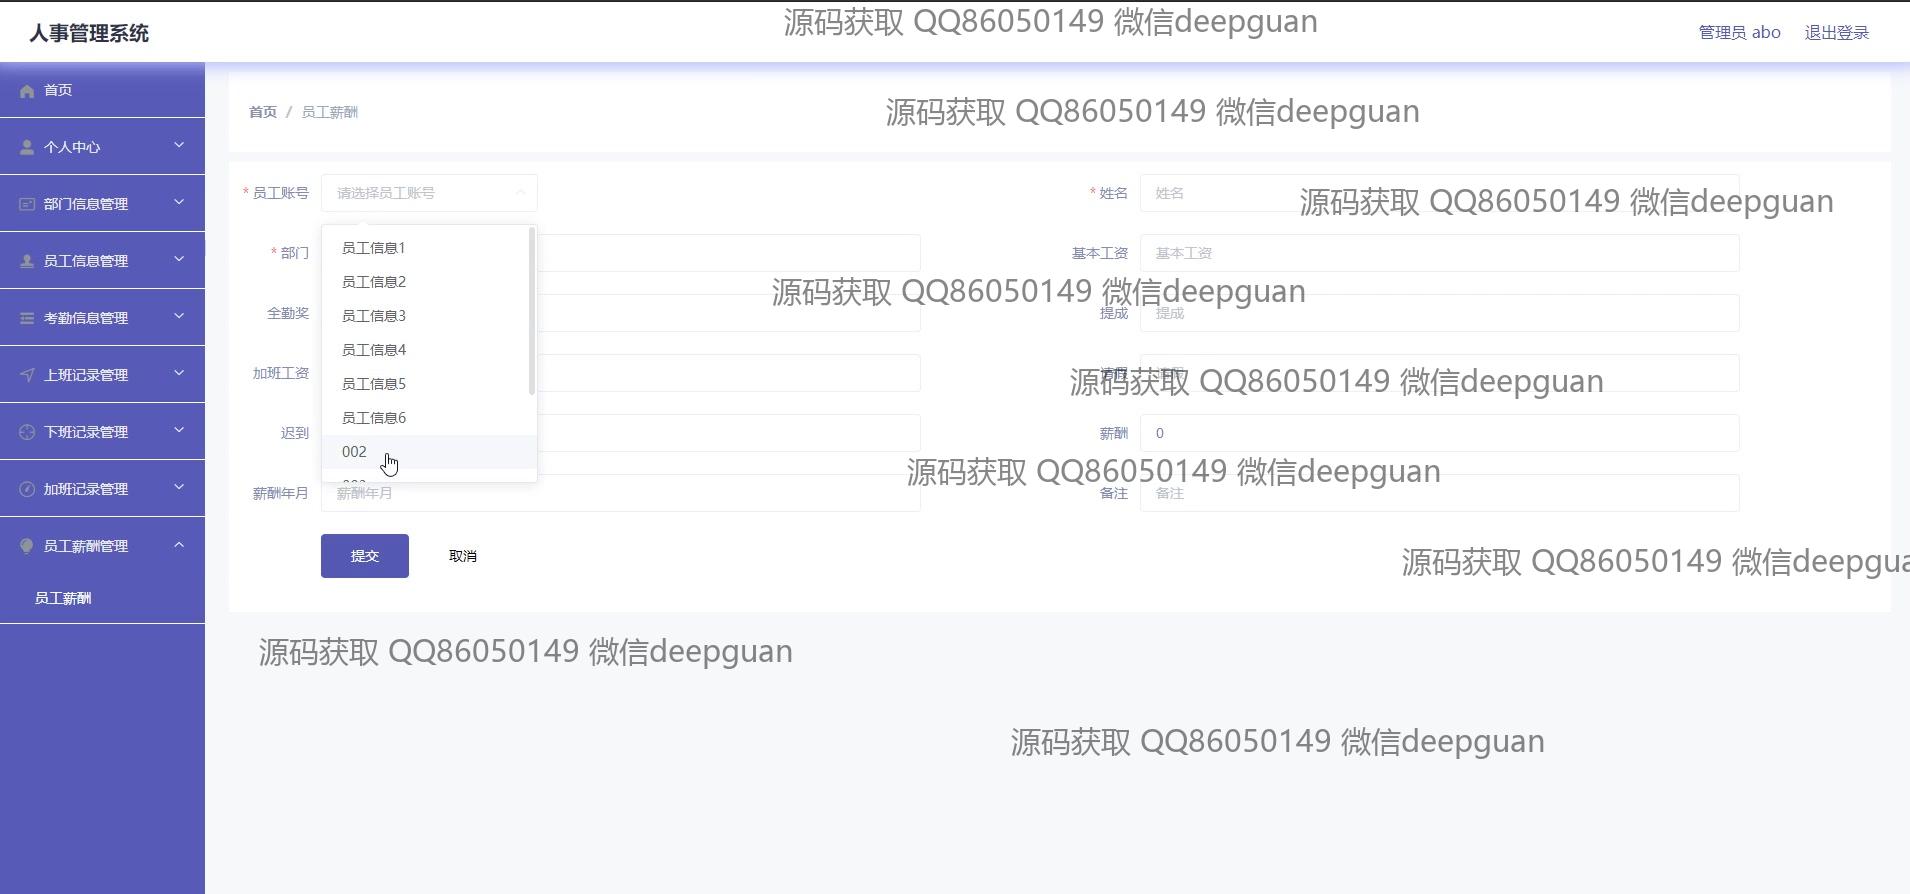 人事管理系统
源码获取 QQ86050149 微信deepguan
管理员 abo
退出登录
首页
个人中心
部门信息管理
员工信息管理
考勤信息管理
上班记录管理
下班记录管理
加班记录管理
员工薪酬管理
员工薪酬
首页 / 员工薪酬
源码获取 QQ86050149 微信deepguan
* 员工账号
请选择员工账号
* 姓名
姓名
源码获取 QQ86050149 微信deepguan
员工信息1
员工信息2
员工信息3
员工信息4
员工信息5
员工信息6
002
* 部门
基本工资
基本工资
源码获取 QQ86050149 微信deepguan
全勤奖
提成
提成
加班工资
请假
源码获取 QQ86050149 微信deepguan
迟到
薪酬
0
源码获取 QQ86050149 微信deepguan
薪酬年月
薪酬年月
备注
备注
提交
取消
源码获取 QQ86050149 微信deepgua
源码获取 QQ86050149 微信deepguan
源码获取 QQ86050149 微信deepguan